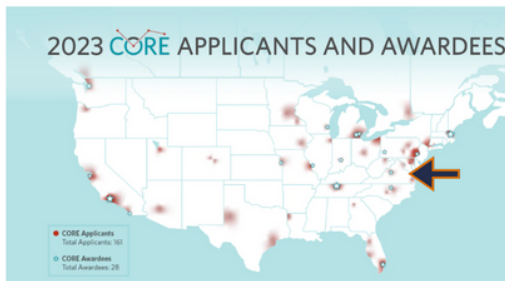 2023 CORE APPLICANTS AND AWARDEES
CORE Applicants
Total Applicants: 161
CORE Awardees
Total Awardees: 28